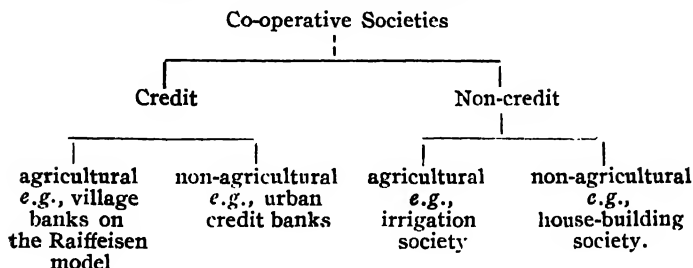 Co-operative Societies
Credit Non-credit
agricultural non-agricultural agricultural non-agricultural
e.g., village e.g., urban e.g., e.g.,
banks on credit banks irrigation house-building
the Raiffeisen society society.
model